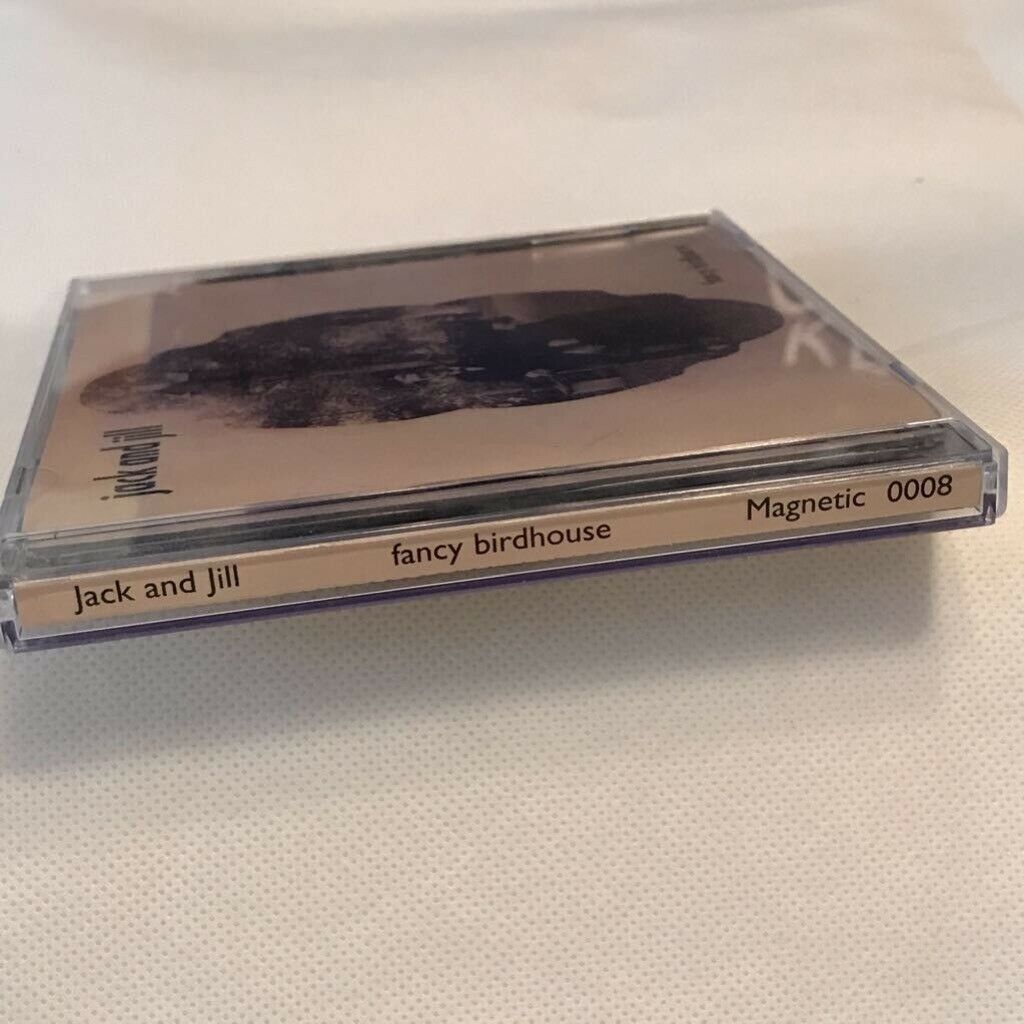 jack and jill
Jack and Jill fancy birdhouse Magnetic 0008